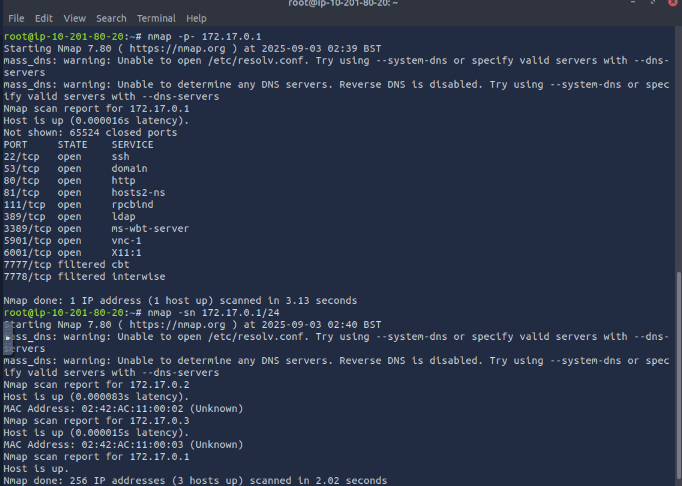 root@ip-10-201-80-20: ~
File Edit View Search Terminal Help
root@ip-10-201-80-20:~# nmap -p- 172.17.0.1
Starting Nmap 7.80 ( https://nmap.org ) at 2025-09-03 02:39 BST
mass_dns: warning: Unable to open /etc/resolv.conf. Try using --system-dns or specify valid servers with --dns-
servers
mass_dns: warning: Unable to determine any DNS servers. Reverse DNS is disabled. Try using --system-dns or spec
ify valid servers with --dns-servers
Nmap scan report for 172.17.0.1
Host is up (0.000016s latency).
Not shown: 65524 closed ports
PORT     STATE    SERVICE
22/tcp   open     ssh
53/tcp   open     domain
80/tcp   open     http
81/tcp   open     hosts2-ns
111/tcp  open     rpcbind
389/tcp  open     ldap
3389/tcp open     ms-wbt-server
5901/tcp open     vnc-1
6001/tcp open     X11:1
7777/tcp filtered cbt
7778/tcp filtered interwise
Nmap done: 1 IP address (1 host up) scanned in 3.13 seconds
root@ip-10-201-80-20:~# nmap -sn 172.17.0.1/24
Starting Nmap 7.80 ( https://nmap.org ) at 2025-09-03 02:40 BST
mass_dns: warning: Unable to open /etc/resolv.conf. Try using --system-dns or specify valid servers with --dns-
servers
mass_dns: warning: Unable to determine any DNS servers. Reverse DNS is disabled. Try using --system-dns or spec
ify valid servers with --dns-servers
Nmap scan report for 172.17.0.2
Host is up (0.000083s latency).
MAC Address: 02:42:AC:11:00:02 (Unknown)
Nmap scan report for 172.17.0.3
Host is up (0.000015s latency).
MAC Address: 02:42:AC:11:00:03 (Unknown)
Nmap scan report for 172.17.0.1
Host is up.
Nmap done: 256 IP addresses (3 hosts up) scanned in 2.02 seconds